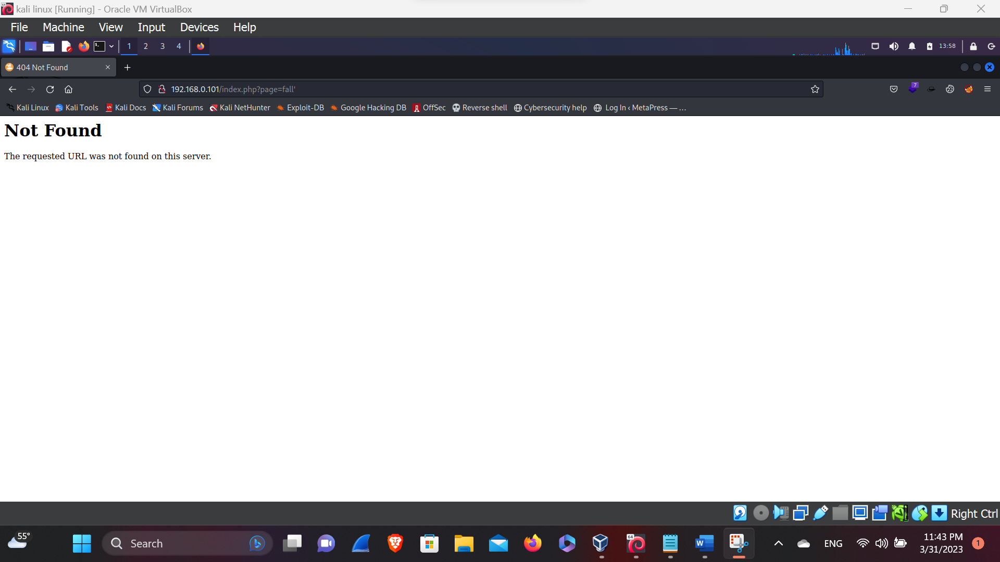 kali linux [Running] - Oracle VM VirtualBox
File Machine View Input Devices Help
1 2 3 4 13:58
404 Not Found
192.168.0.101/index.php?page=fall'
7
Kali Linux Kali Tools Kali Docs Kali Forums Kali NetHunter Exploit-DB Google Hacking DB OffSec Reverse shell Cybersecurity help Log In ‹ MetaPress — ...
Not Found
The requested URL was not found on this server.
Right Ctrl
55°
Search
64
W
ENG
11:43 PM
3/31/2023
1